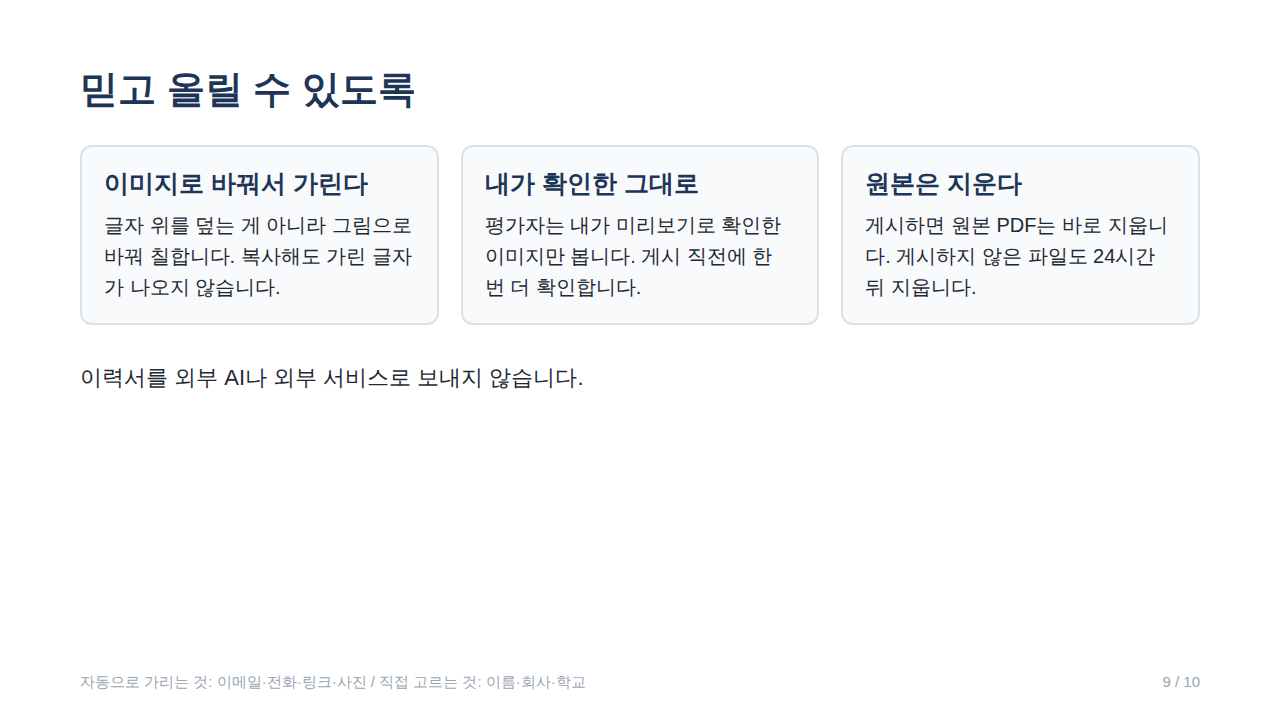 믿고 올릴 수 있도록
이미지로 바꿔서 가린다
글자 위를 덮는 게 아니라 그림으로
바꿔 칠합니다. 복사해도 가린 글자
가 나오지 않습니다.
내가 확인한 그대로
평가자는 내가 미리보기로 확인한
이미지만 봅니다. 게시 직전에 한
번 더 확인합니다.
원본은 지운다
게시하면 원본 PDF는 바로 지웁니
다. 게시하지 않은 파일도 24시간
뒤 지웁니다.
이력서를 외부 AI나 외부 서비스로 보내지 않습니다.
자동으로 가리는 것: 이메일·전화·링크·사진 / 직접 고르는 것: 이름·회사·학교
9 / 10